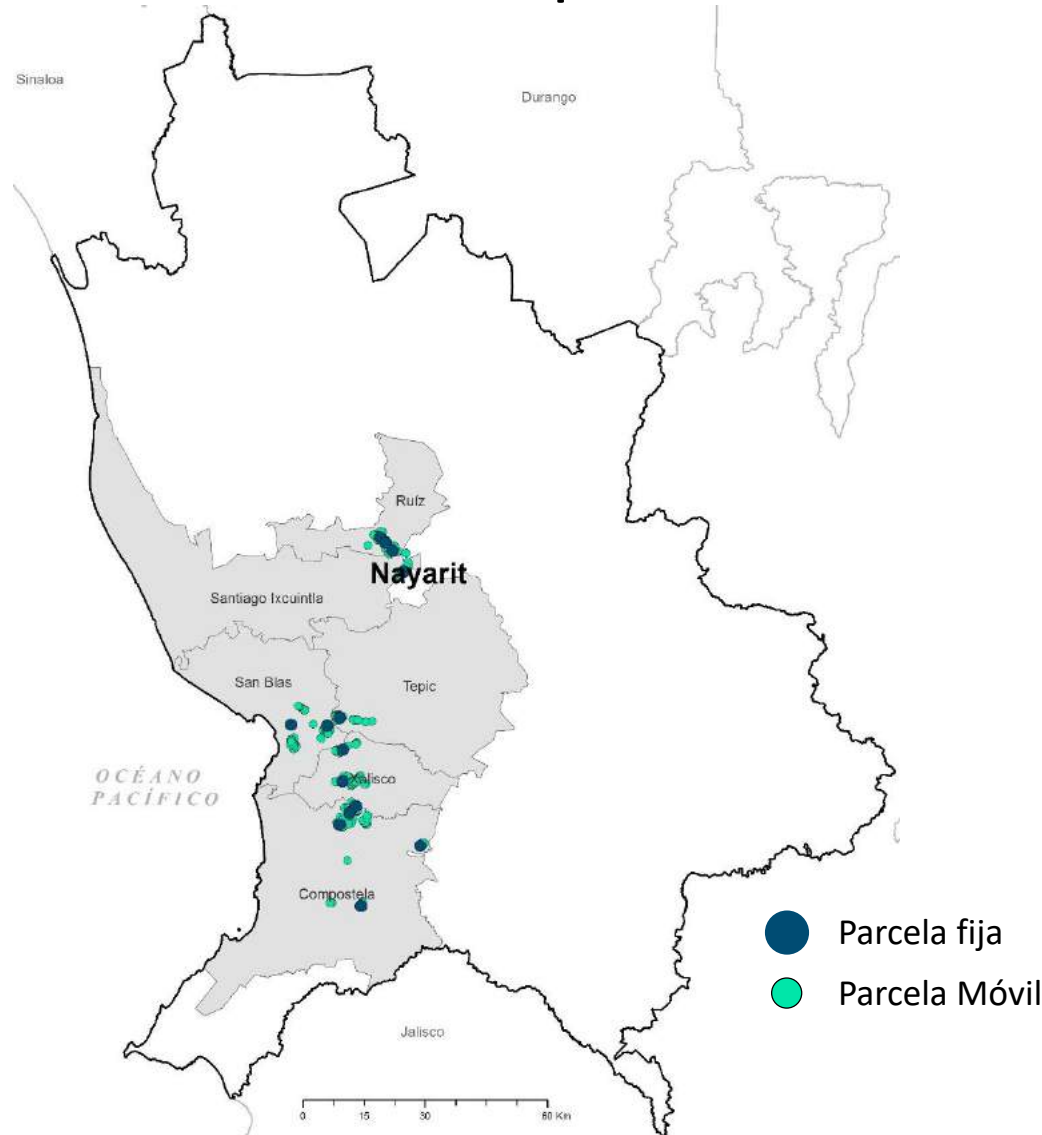 Sinaloa
Durango
Ruíz
Nayarit
Santiago Ixcuintla
San Blas
Tepic
OCÉANO
PACÍFICO
Xalisco
Compostela
Parcela fija
Parcela Móvil
Jalisco
0 15 30 60 Km